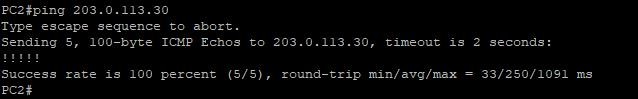 PC2#ping 203.0.113.30
Type escape sequence to abort.
Sending 5, 100-byte ICMP Echos to 203.0.113.30, timeout is 2 seconds:
!!!!!
Success rate is 100 percent (5/5), round-trip min/avg/max = 33/250/1091 ms
PC2#